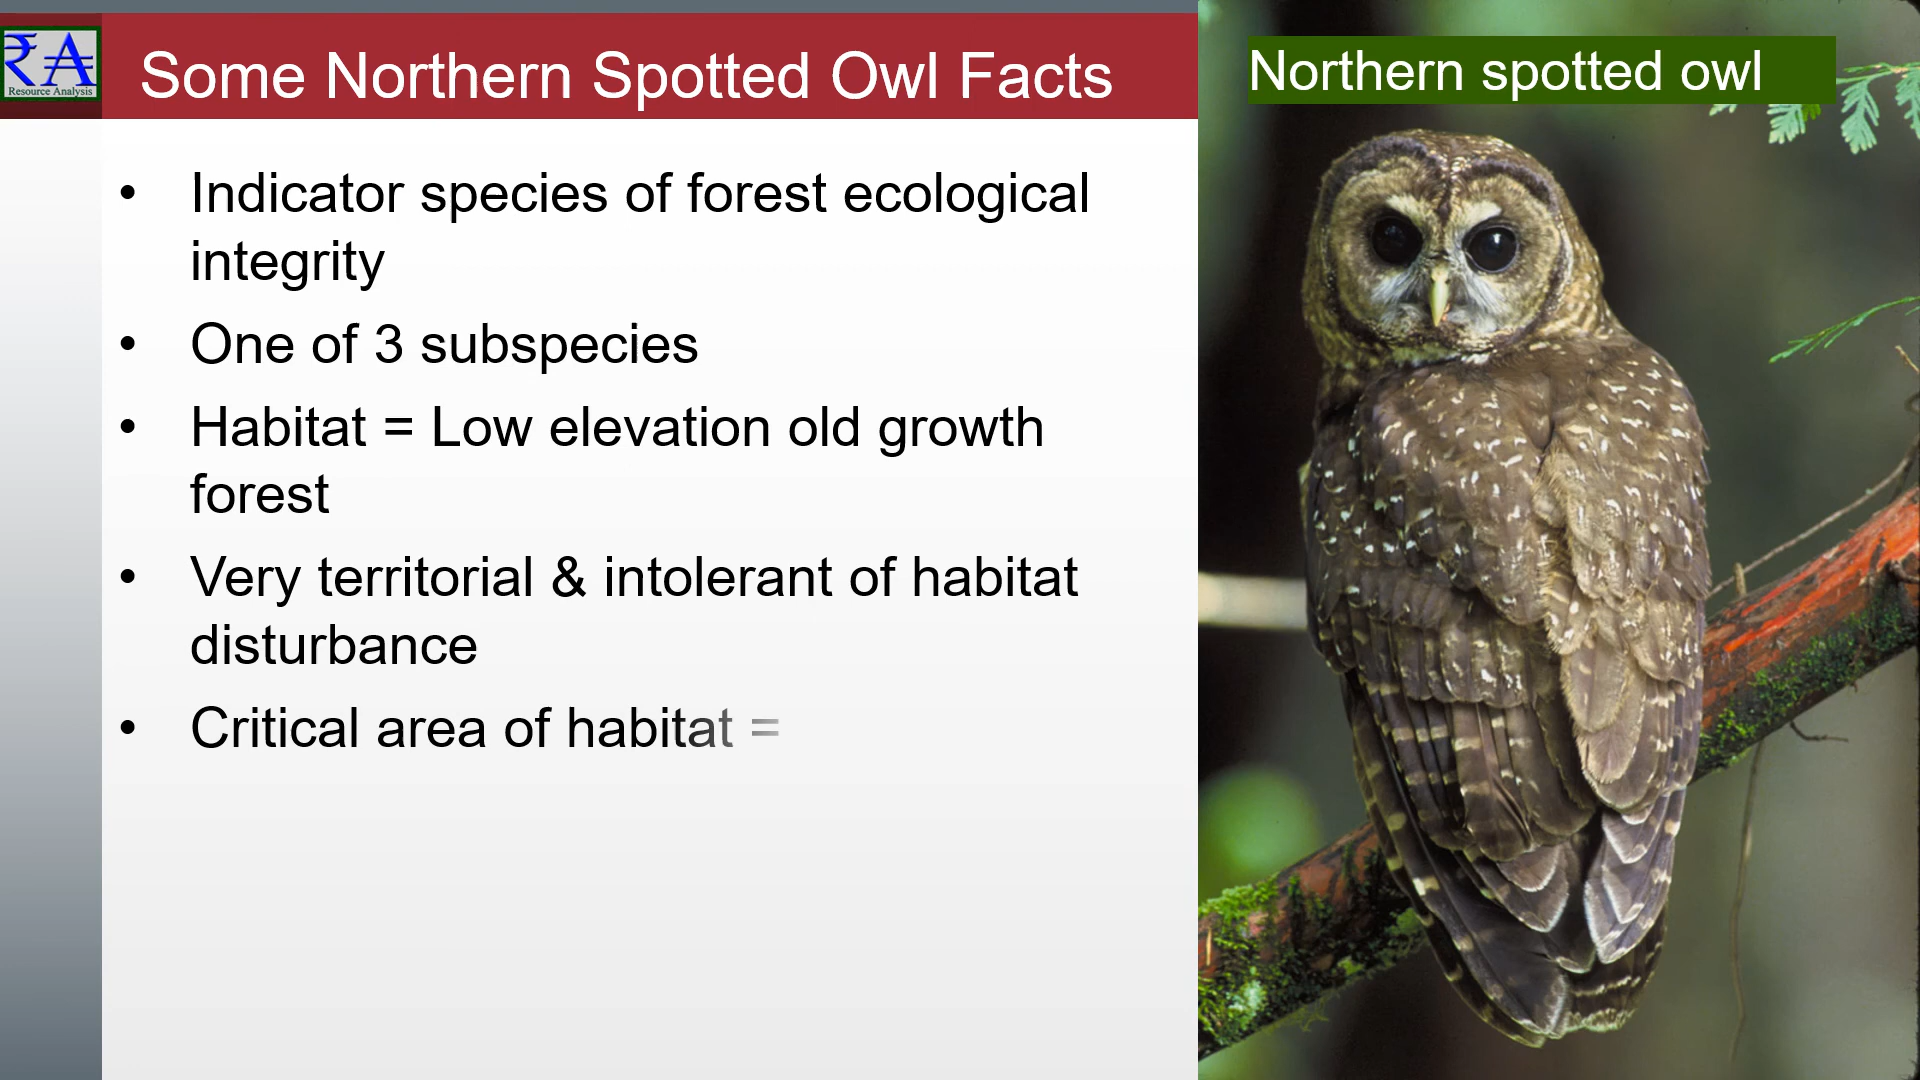 ₹A
Resource Analysis
Some Northern Spotted Owl Facts
Northern spotted owl
• Indicator species of forest ecological
integrity
• One of 3 subspecies
• Habitat = Low elevation old growth
forest
• Very territorial & intolerant of habitat
disturbance
• Critical area of habitat =